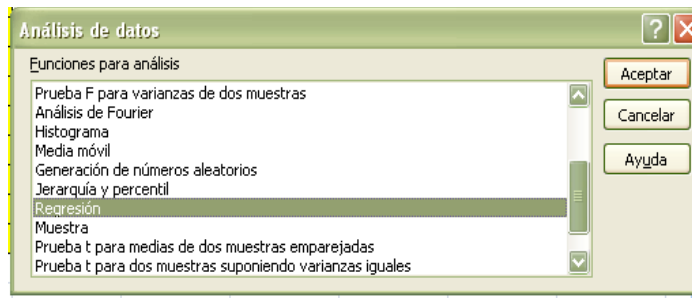 Análisis de datos
Funciones para análisis
Prueba F para varianzas de dos muestras
Análisis de Fourier
Histograma
Media móvil
Generación de números aleatorios
Jerarquía y percentil
Regresión
Muestra
Prueba t para medias de dos muestras emparejadas
Prueba t para dos muestras suponiendo varianzas iguales
Aceptar
Cancelar
Ayuda